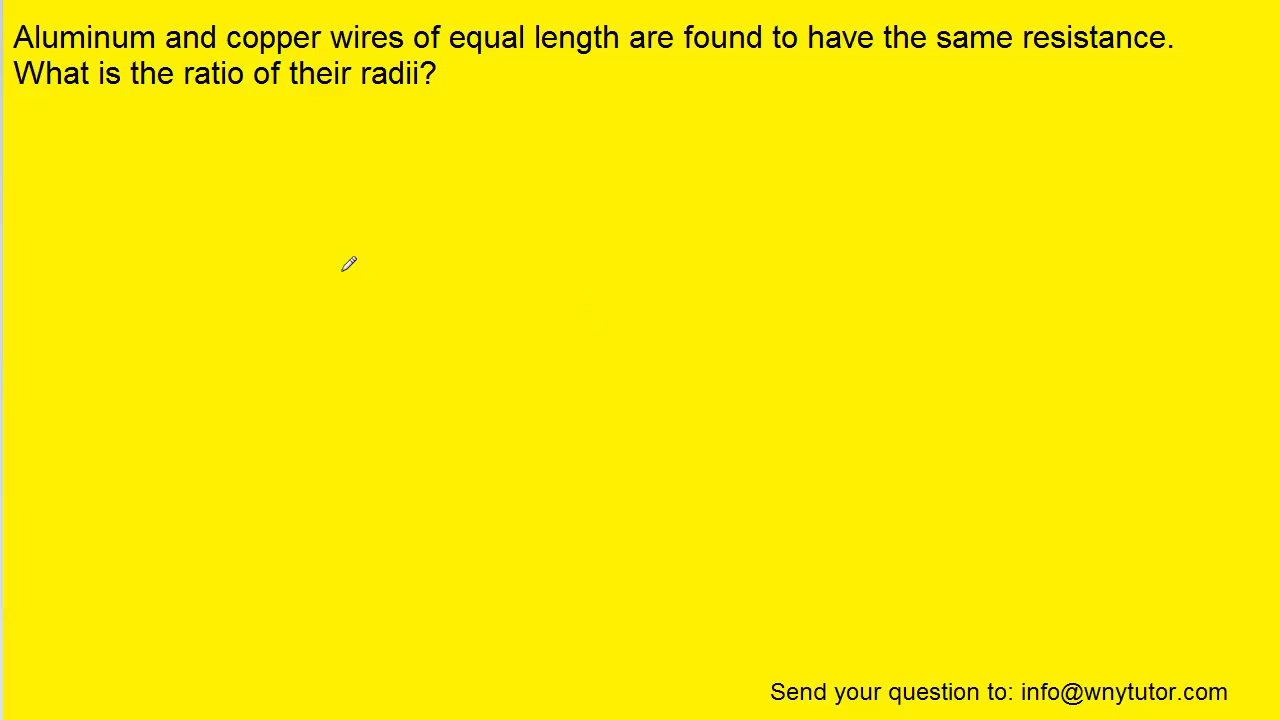 Aluminum and copper wires of equal length are found to have the same resistance.
What is the ratio of their radii?
Send your question to: info@wnytutor.com